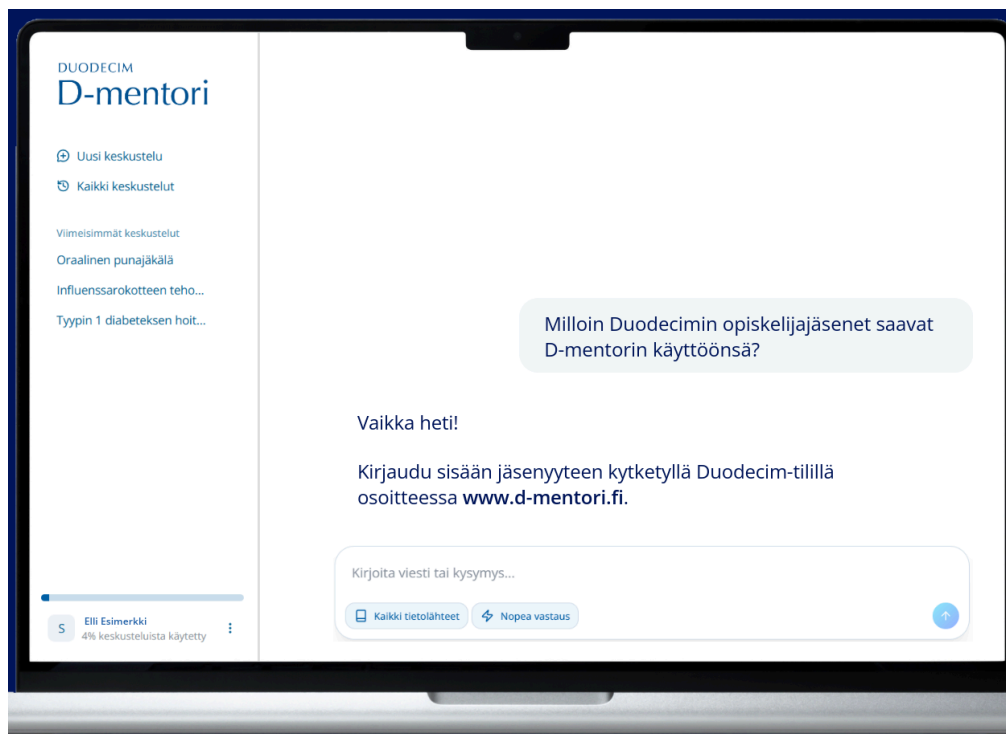 DUODECIM
D-mentori
Uusi keskustelu
Kaikki keskustelut
Viimeisimmät keskustelut
Oraalinen punajäkälä
Influenssarokotteen teho...
Tyypin 1 diabeteksen hoit...
Milloin Duodecimin opiskelijajäsenet saavat
D-mentorin käyttöönsä?
Vaikka heti!
Kirjaudu sisään jäsenyyteen kytketyllä Duodecim-tilillä
osoitteessa www.d-mentori.fi.
Kirjoita viesti tai kysymys...
Kaikki tietolähteet
Nopea vastaus
S
Elli Esimerkki
4% keskusteluista käytetty